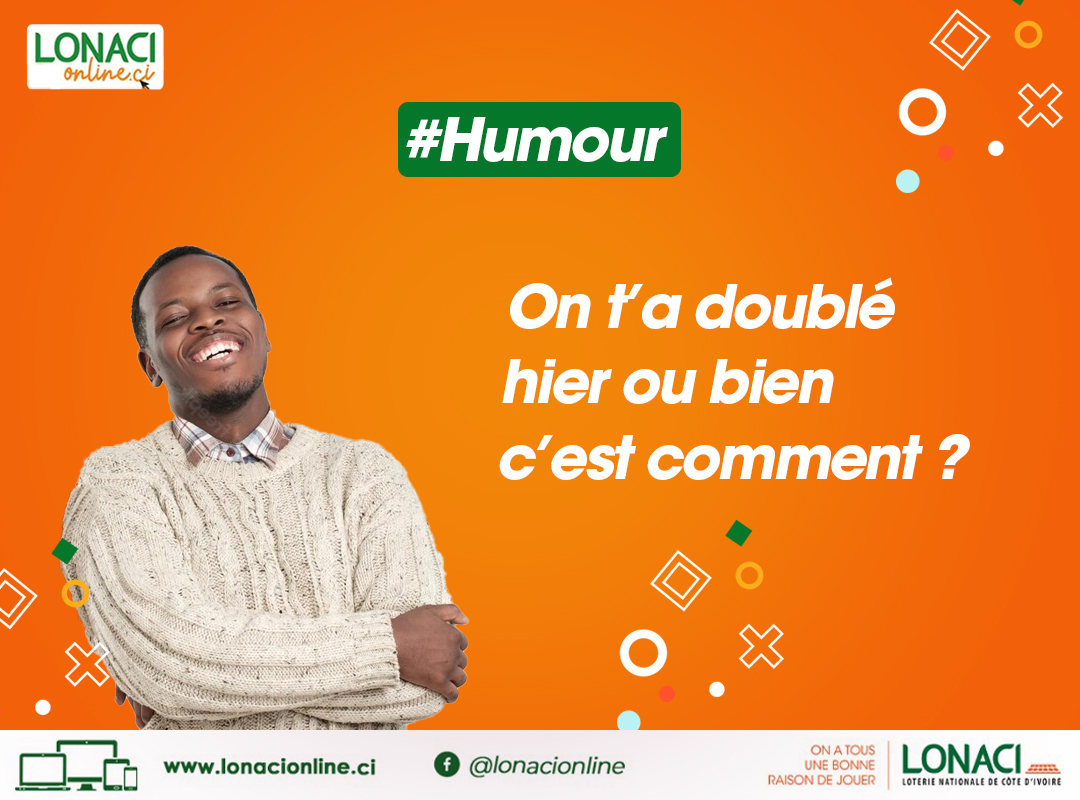 LONACI
online.ci
#Humour
On t'a doublé
hier ou bien
c'est comment ?
www.lonacionline.ci
@lonacionline
ON A TOUS
UNE BONNE
RAISON DE JOUER
LONACI
LOTERIE NATIONALE DE CÔTE D'IVOIRE